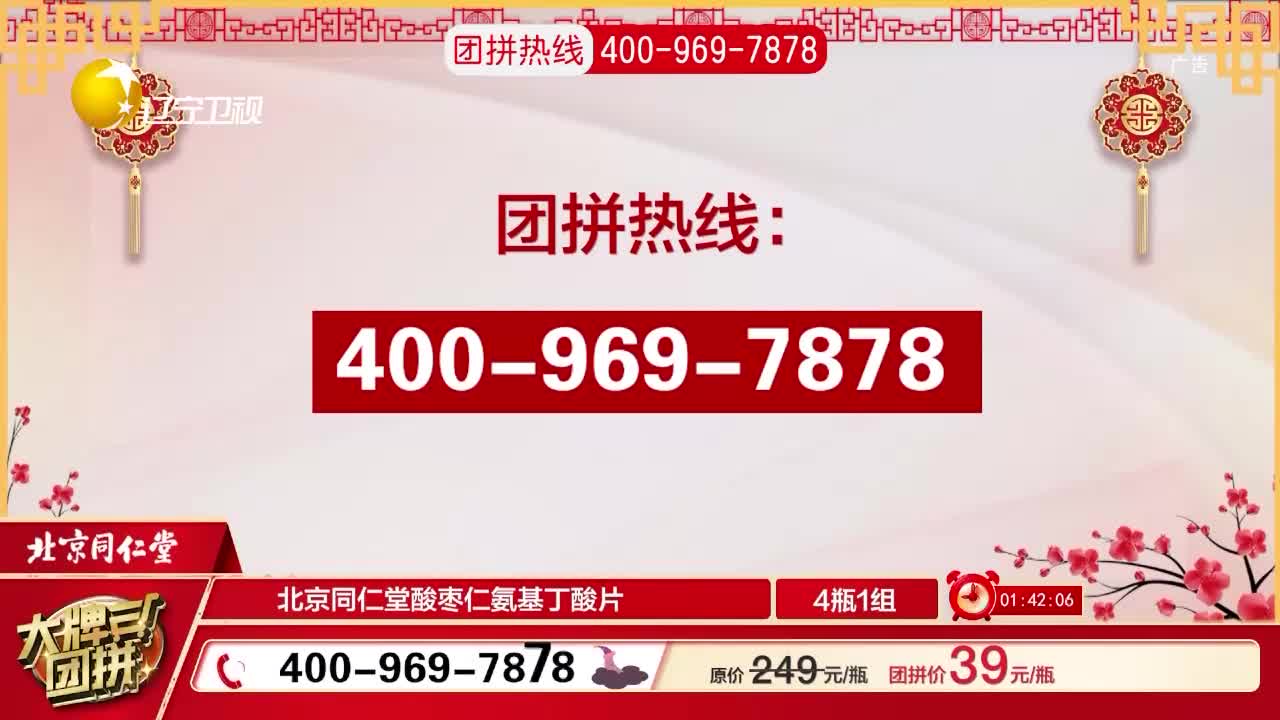 团拼热线 400-969-7878
广告
辽宁卫视
团拼热线：
400-969-7878
北京同仁堂
北京同仁堂酸枣仁氨基丁酸片
4瓶1组
01:42:06
大牌日!
团拼
400-969-7878
原价 249元/瓶
团拼价 39元/瓶